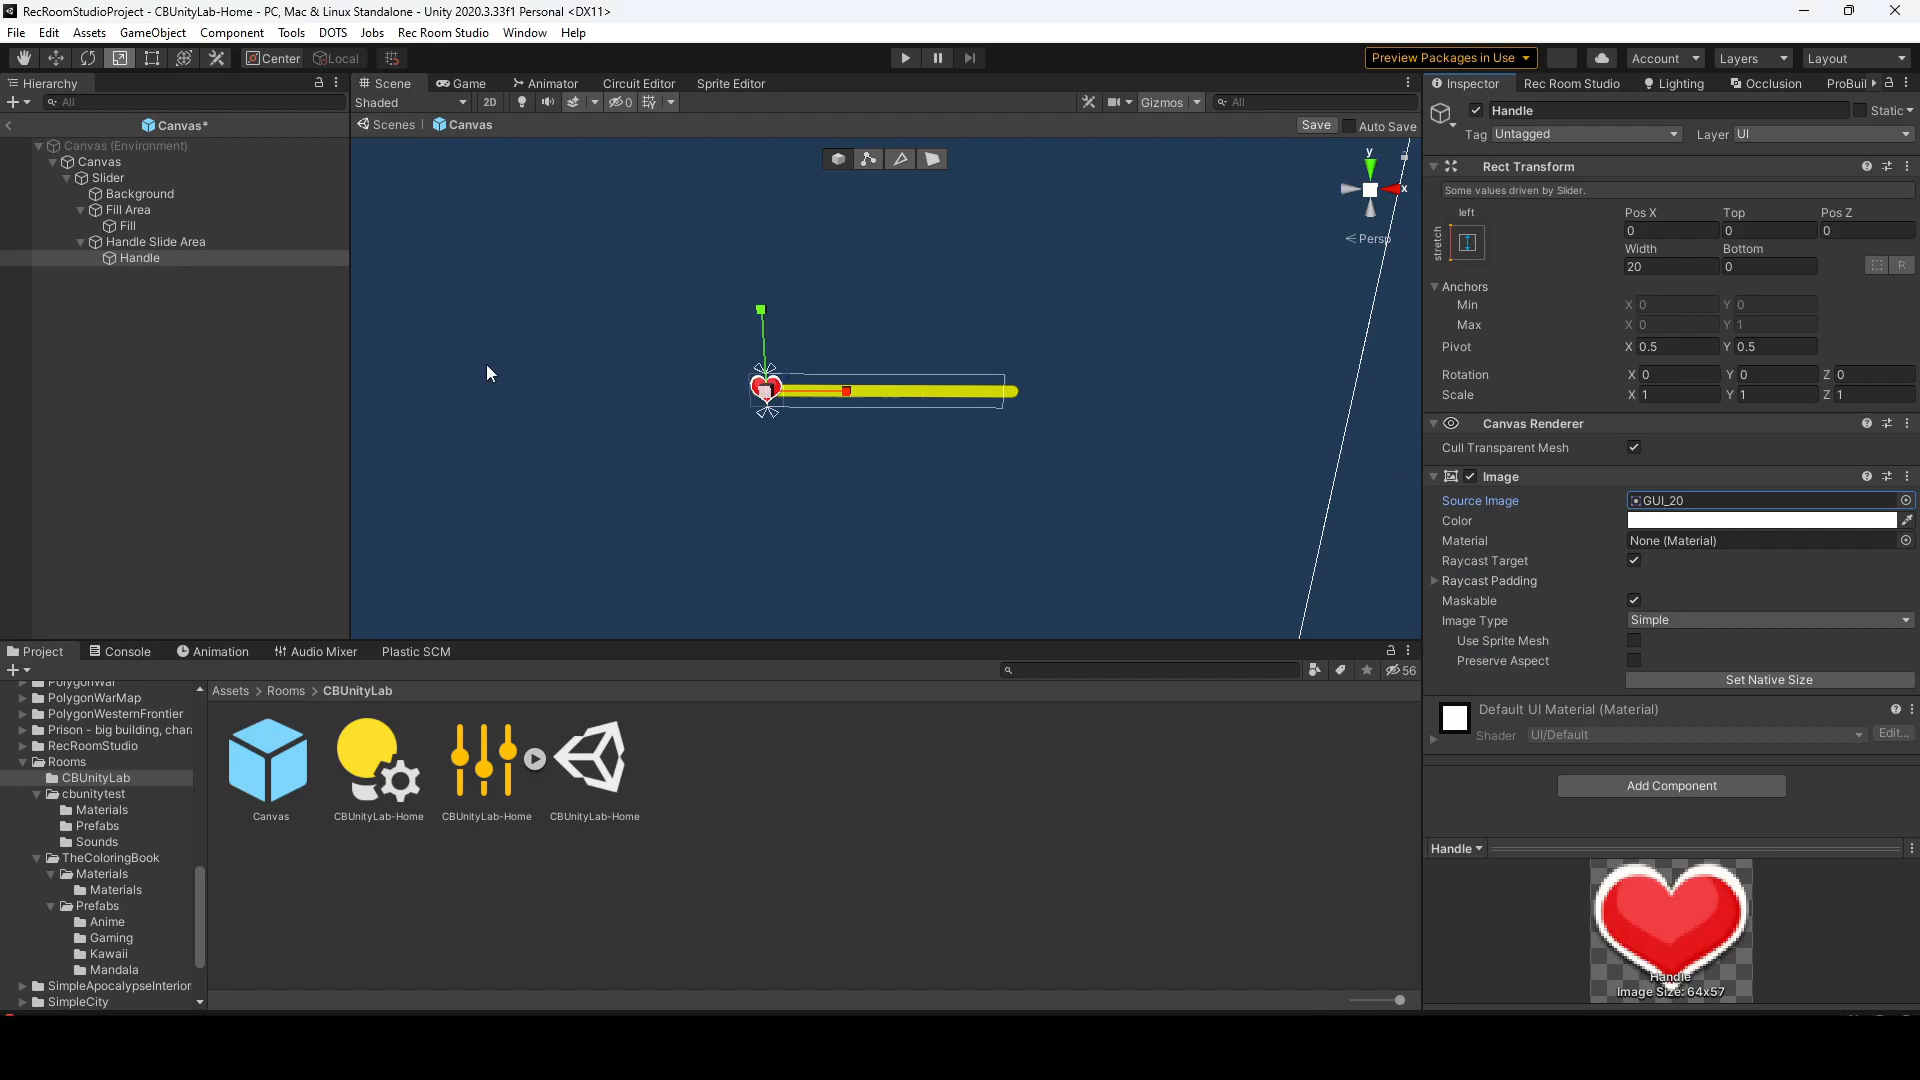 RecRoomStudioProject - CBUnityLab-Home - PC, Mac & Linux Standalone - Unity 2020.3.33f1 Personal <DX11>
File Edit Assets GameObject Component Tools DOTS Jobs Rec Room Studio Window Help
Center Local Preview Packages in Use Account Layers Layout
Hierarchy
All
Canvas*
Canvas (Environment)
Canvas
Slider
Background
Fill Area
Fill
Handle Slide Area
Handle
Scene Game Animator Circuit Editor Sprite Editor
Shaded 2D 0 Gizmos All
Scenes Canvas Save Auto Save
y
x
Persp
Inspector Rec Room Studio Lighting Occlusion ProBuil
Handle Static
Tag Untagged Layer UI
Rect Transform
Some values driven by Slider.
left
stretch
Pos X Top Pos Z
0 0 0
Width Bottom
20 0
R
Anchors
Min X 0 Y 0
Max X 0 Y 1
Pivot X 0.5 Y 0.5
Rotation X 0 Y 0 Z 0
Scale X 1 Y 1 Z 1
Canvas Renderer
Cull Transparent Mesh
Image
Source Image GUI_20
Color
Material None (Material)
Raycast Target
Raycast Padding
Maskable
Image Type Simple
Use Sprite Mesh
Preserve Aspect
Set Native Size
Default UI Material (Material)
Shader UI/Default Edit...
Add Component
Handle
Handle
Image Size: 64x57
Project Console Animation Audio Mixer Plastic SCM
56
PolygonWar
PolygonWarMap
PolygonWesternFrontier
Prison - big building, chara
RecRoomStudio
Rooms
CBUnityLab
cbunitytest
Materials
Prefabs
Sounds
TheColoringBook
Materials
Materials
Prefabs
Anime
Gaming
Kawaii
Mandala
SimpleApocalypseInterior
SimpleCity
Assets > Rooms > CBUnityLab
Canvas CBUnityLab-Home CBUnityLab-Home CBUnityLab-Home